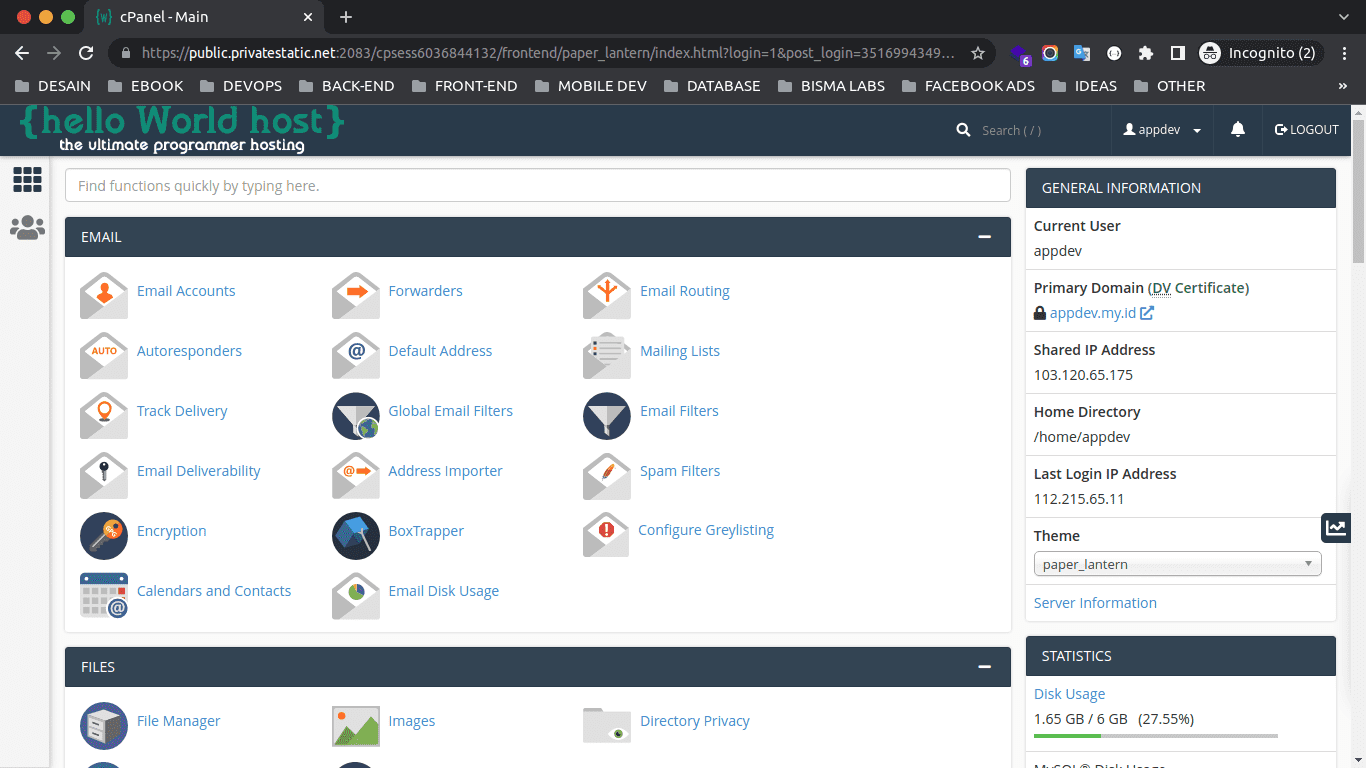 cPanel - Main
https://public.privatestatic.net:2083/cpsess6036844132/frontend/paper_lantern/index.html?login=1&post_login=3516994349...
6
Incognito (2)
DESAIN
EBOOK
DEVOPS
BACK-END
FRONT-END
MOBILE DEV
DATABASE
BISMA LABS
FACEBOOK ADS
IDEAS
OTHER
»
{hello World host}
the ultimate programmer hosting
Search ( / )
appdev
LOGOUT
Find functions quickly by typing here.
EMAIL
Email Accounts
Forwarders
Email Routing
AUTO
Autoresponders
@
Default Address
Mailing Lists
Track Delivery
Global Email Filters
Email Filters
Email Deliverability
@
Address Importer
Spam Filters
Encryption
BoxTrapper
Configure Greylisting
@
Calendars and Contacts
Email Disk Usage
FILES
File Manager
Images
Directory Privacy
GENERAL INFORMATION
Current User
appdev
Primary Domain (DV Certificate)
appdev.my.id
Shared IP Address
103.120.65.175
Home Directory
/home/appdev
Last Login IP Address
112.215.65.11
Theme
paper_lantern
Server Information
STATISTICS
Disk Usage
1.65 GB / 6 GB (27.55%)
MySQL® Disk Usage